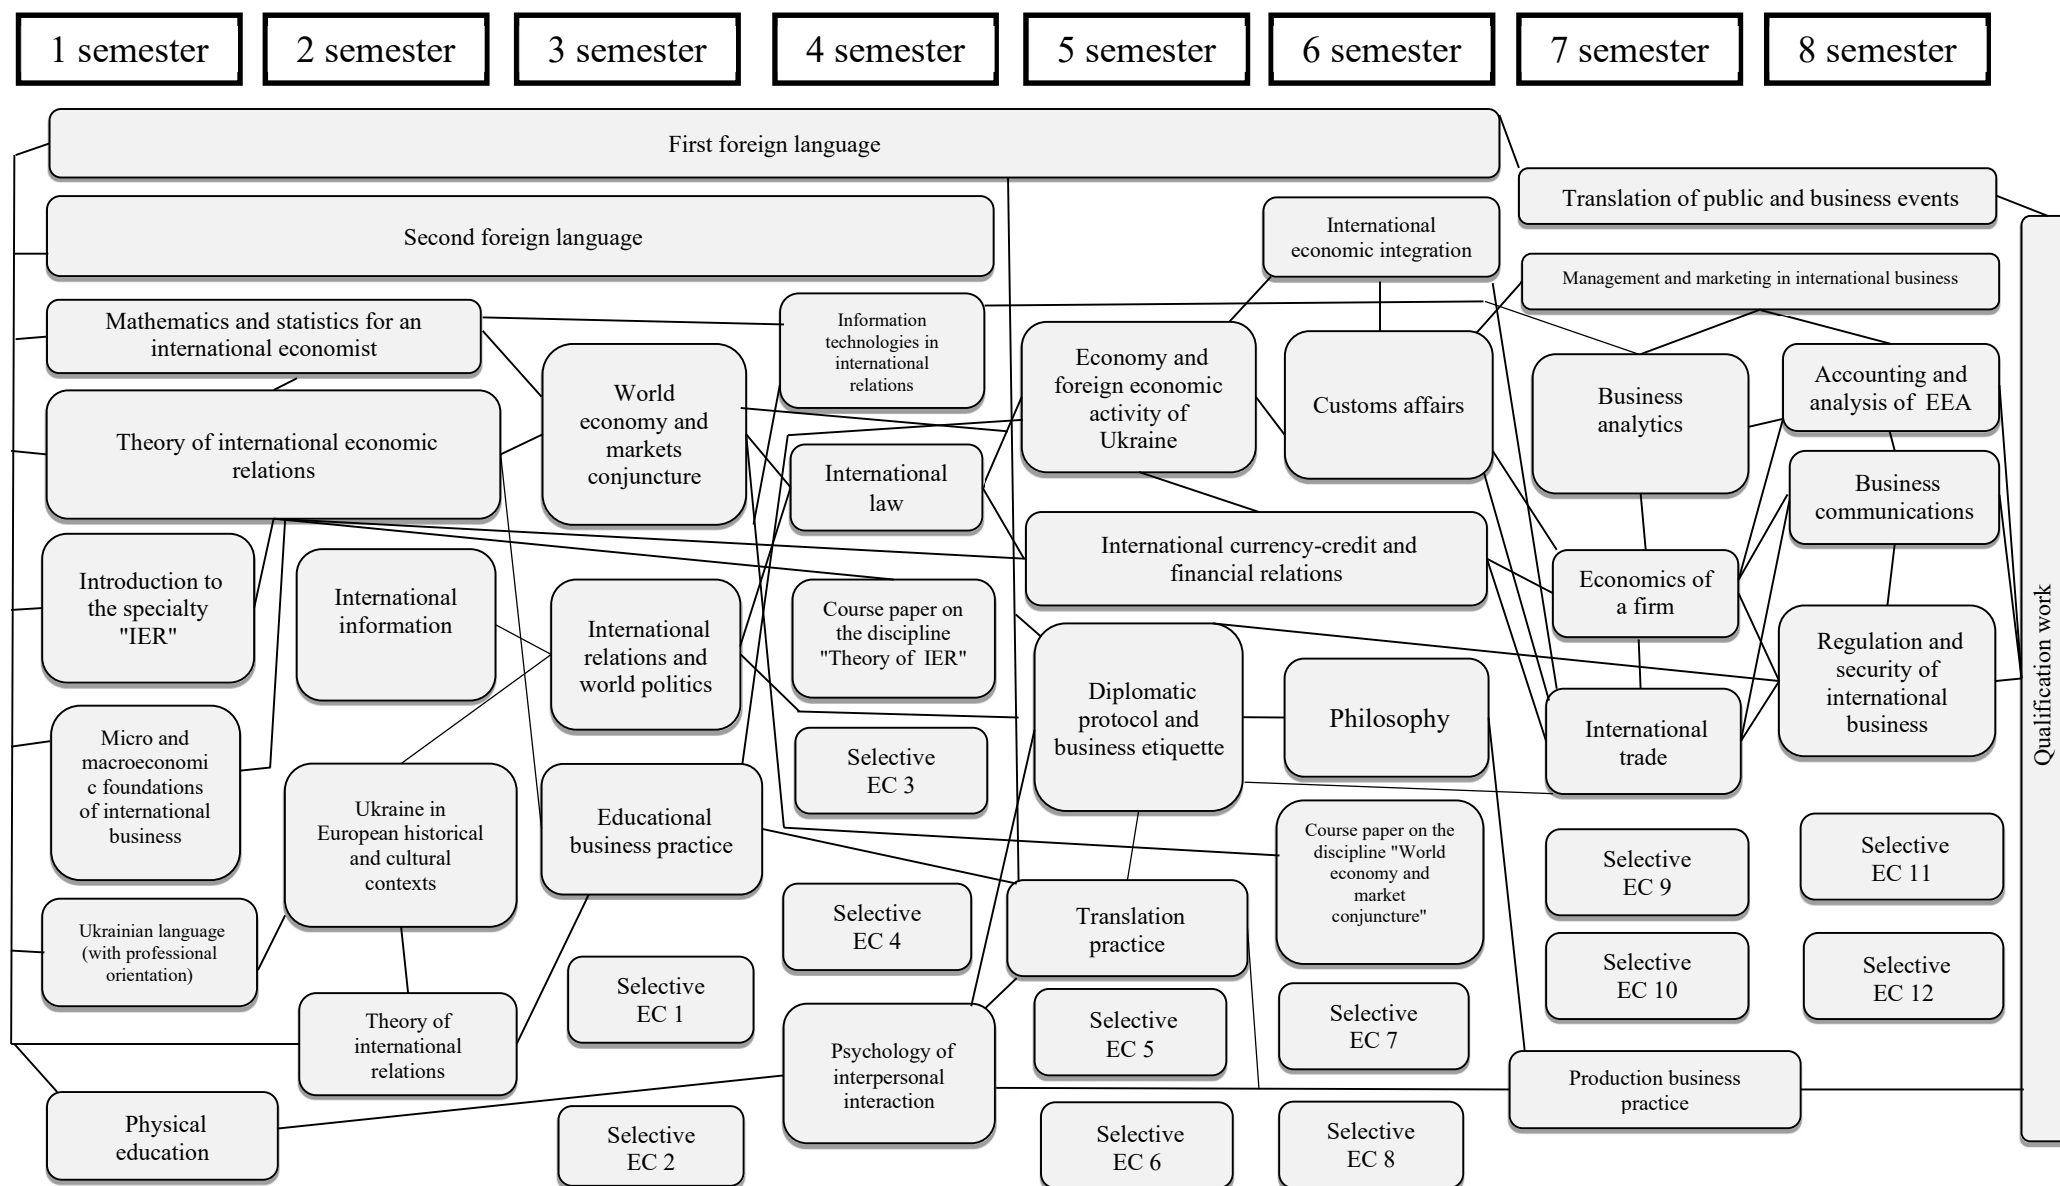 1 semester
2 semester
3 semester
4 semester
5 semester
6 semester
7 semester
8 semester
First foreign language
Translation of public and business events
Second foreign language
International
economic integration
Management and marketing in international business
Mathematics and statistics for an
international economist
Information
technologies in
international
relations
Economy and
foreign economic
activity of
Ukraine
Customs affairs
Business
analytics
Accounting and
analysis of EEA
Theory of international economic
relations
World
economy and
markets
conjuncture
International
law
Business
communications
International currency-credit and
financial relations
Introduction to
the specialty
"IER"
International
information
International
relations and
world politics
Course paper on
the discipline
"Theory of IER"
Economics of
a firm
Regulation and
security of
international
business
Qualification work
Diplomatic
protocol and
business etiquette
Philosophy
International
trade
Micro and
macroeconomi
c foundations
of international
business
Selective
EC 3
Ukraine in
European historical
and cultural
contexts
Educational
business practice
Course paper on the
discipline "World
economy and
market
conjuncture"
Selective
EC 9
Selective
EC 11
Selective
EC 4
Translation
practice
Ukrainian language
(with professional
orientation)
Selective
EC 1
Selective
EC 10
Selective
EC 12
Theory of
international
relations
Psychology of
interpersonal
interaction
Selective
EC 5
Selective
EC 7
Production business
practice
Physical
education
Selective
EC 2
Selective
EC 6
Selective
EC 8